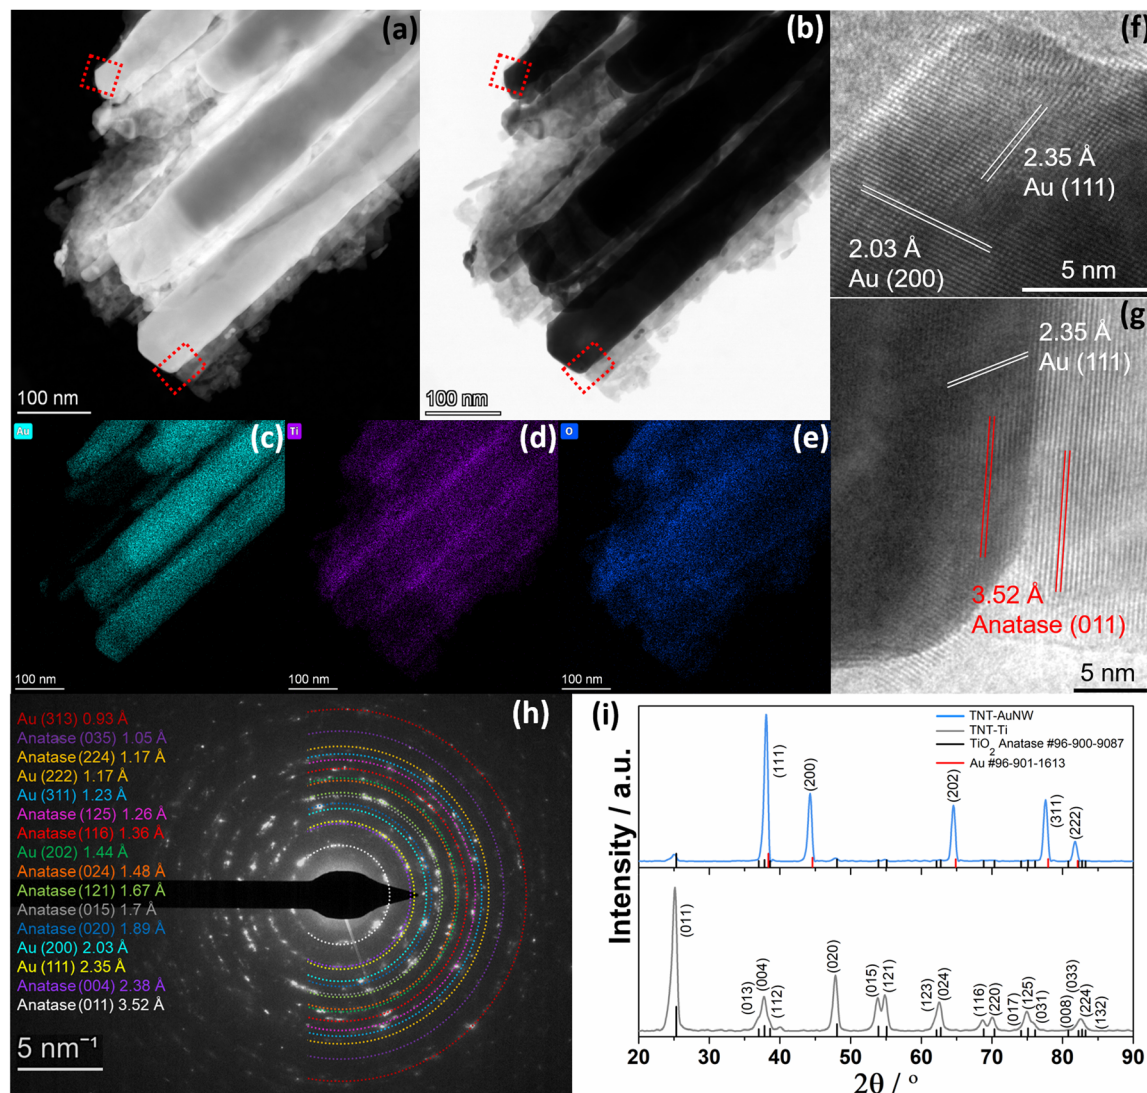 (a)
100 nm
(b)
100 nm
Au
(c)
100 nm
Ti
(d)
100 nm
O
(e)
100 nm
(f)
2.35 Å
Au (111)
2.03 Å
Au (200)
5 nm
(g)
2.35 Å
Au (111)
3.52 Å
Anatase (011)
5 nm
(h)
Au (313) 0.93 Å
Anatase (035) 1.05 Å
Anatase (224) 1.17 Å
Au (222) 1.17 Å
Au (311) 1.23 Å
Anatase (125) 1.26 Å
Anatase (116) 1.36 Å
Au (202) 1.44 Å
Anatase (024) 1.48 Å
Anatase (121) 1.67 Å
Anatase (015) 1.7 Å
Anatase (020) 1.89 Å
Au (200) 2.03 Å
Au (111) 2.35 Å
Anatase (004) 2.38 Å
Anatase (011) 3.52 Å
5 nm⁻¹
(i)
TNT-AuNW
TNT-Ti
TiO₂ Anatase #96-900-9087
Au #96-901-1613
(111)
(200)
(202)
(311)
(222)
Intensity / a.u.
(011)
(013)
(004)
(112)
(020)
(015)
(121)
(123)
(024)
(116)
(220)
(017)
(125)
(031)
(008)
(033)
(224)
(132)
20 30 40 50 60 70 80 90
2θ / °